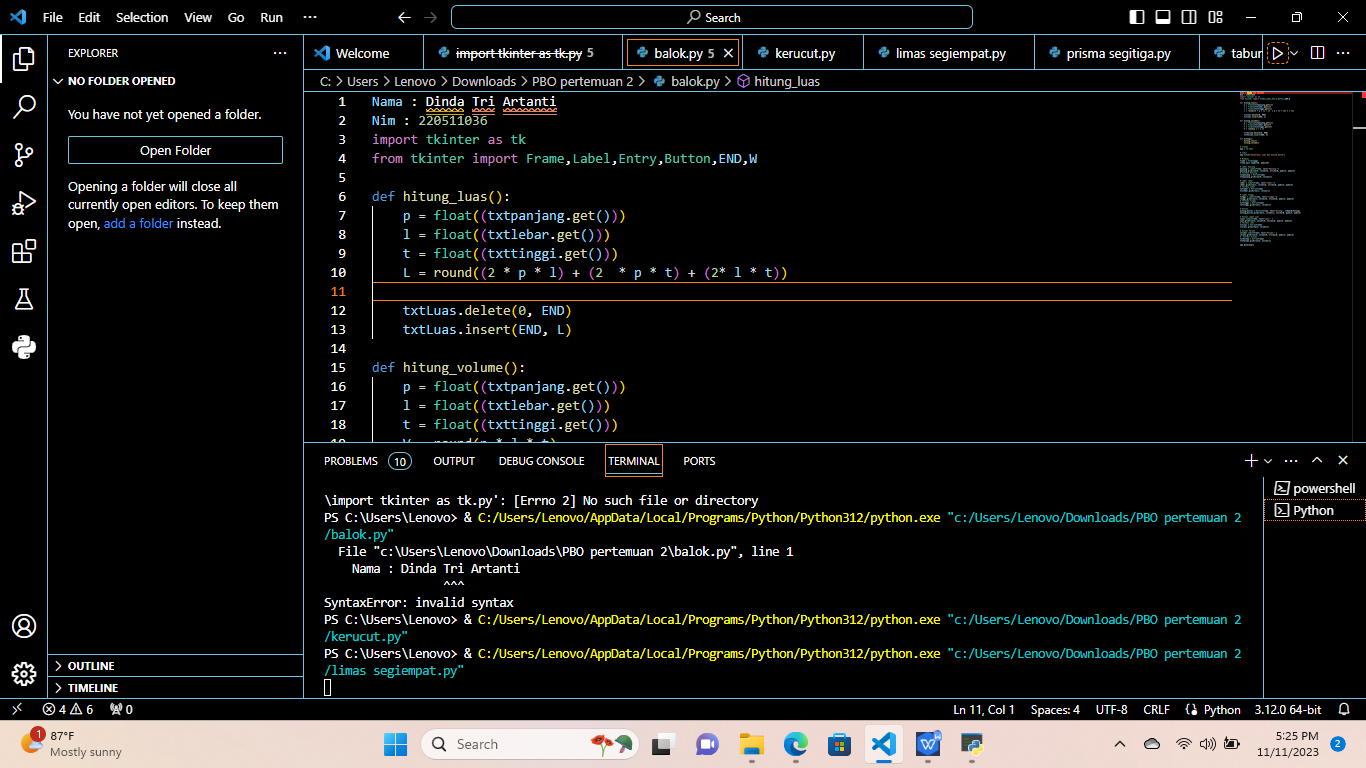 File Edit Selection View Go Run ··· Search
EXPLORER ···
NO FOLDER OPENED
You have not yet opened a folder.
Open Folder
Opening a folder will close all
currently open editors. To keep them
open, add a folder instead.
OUTLINE
TIMELINE
Welcome import tkinter as tk.py 5 balok.py 5 kerucut.py limas segiempat.py prisma segitiga.py tabun
C: > Users > Lenovo > Downloads > PBO pertemuan 2 > balok.py > hitung_luas
1 Nama : Dinda Tri Artanti
2 Nim : 220511036
3 import tkinter as tk
4 from tkinter import Frame,Label,Entry,Button,END,W
5
6 def hitung_luas():
7 p = float((txtpanjang.get()))
8 l = float((txtlebar.get()))
9 t = float((txttinggi.get()))
10 L = round((2 * p * l) + (2  * p * t) + (2* l * t))
11
12 txtLuas.delete(0, END)
13 txtLuas.insert(END, L)
14
15 def hitung_volume():
16 p = float((txtpanjang.get()))
17 l = float((txtlebar.get()))
18 t = float((txttinggi.get()))
PROBLEMS 10 OUTPUT DEBUG CONSOLE TERMINAL PORTS
\import tkinter as tk.py': [Errno 2] No such file or directory
PS C:\Users\Lenovo> & C:/Users/Lenovo/AppData/Local/Programs/Python/Python312/python.exe "c:/Users/Lenovo/Downloads/PBO pertemuan 2
/balok.py"
File "c:\Users\Lenovo\Downloads\PBO pertemuan 2\balok.py", line 1
Nama : Dinda Tri Artanti
^^^
SyntaxError: invalid syntax
PS C:\Users\Lenovo> & C:/Users/Lenovo/AppData/Local/Programs/Python/Python312/python.exe "c:/Users/Lenovo/Downloads/PBO pertemuan 2
/kerucut.py"
PS C:\Users\Lenovo> & C:/Users/Lenovo/AppData/Local/Programs/Python/Python312/python.exe "c:/Users/Lenovo/Downloads/PBO pertemuan 2
/limas segiempat.py"
powershell
Python
4 6 0 Ln 11, Col 1 Spaces: 4 UTF-8 CRLF Python 3.12.0 64-bit
1 87°F
Mostly sunny
Search
5:25 PM
11/11/2023
2